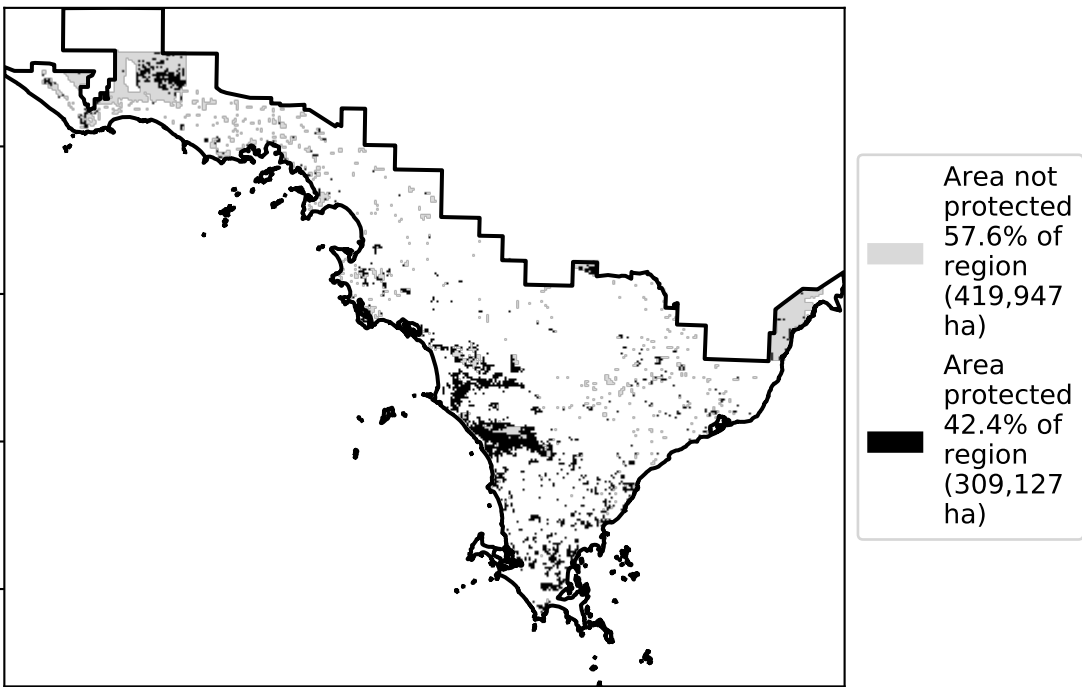 Area not
protected
57.6% of
region
(419,947
ha)
Area
protected
42.4% of
region
(309,127
ha)